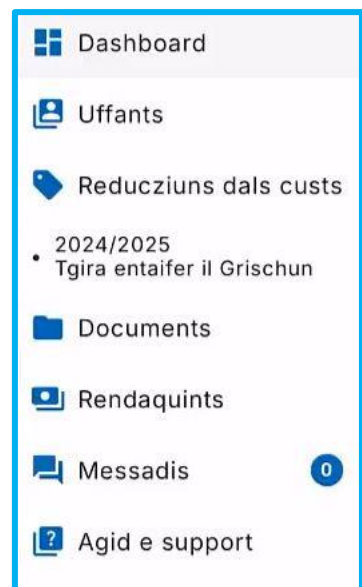 Dashboard
Uffants
Reducziuns dals custs
• 2024/2025
Tgira entaifer il Grischun
Documents
Rendaquints
Messadis 0
Agid e support